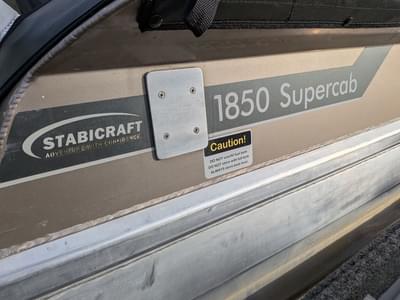 STABICRAFT
ADVENTURE WITH CONFIDENCE
1850 Supercab
Caution!